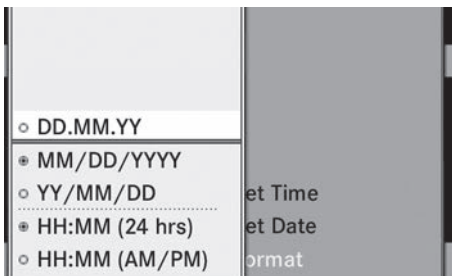 DD.MM.YY
MM/DD/YYYY
YY/MM/DD
et Time
HH:MM (24 hrs)
et Date
HH:MM (AM/PM)
ormat